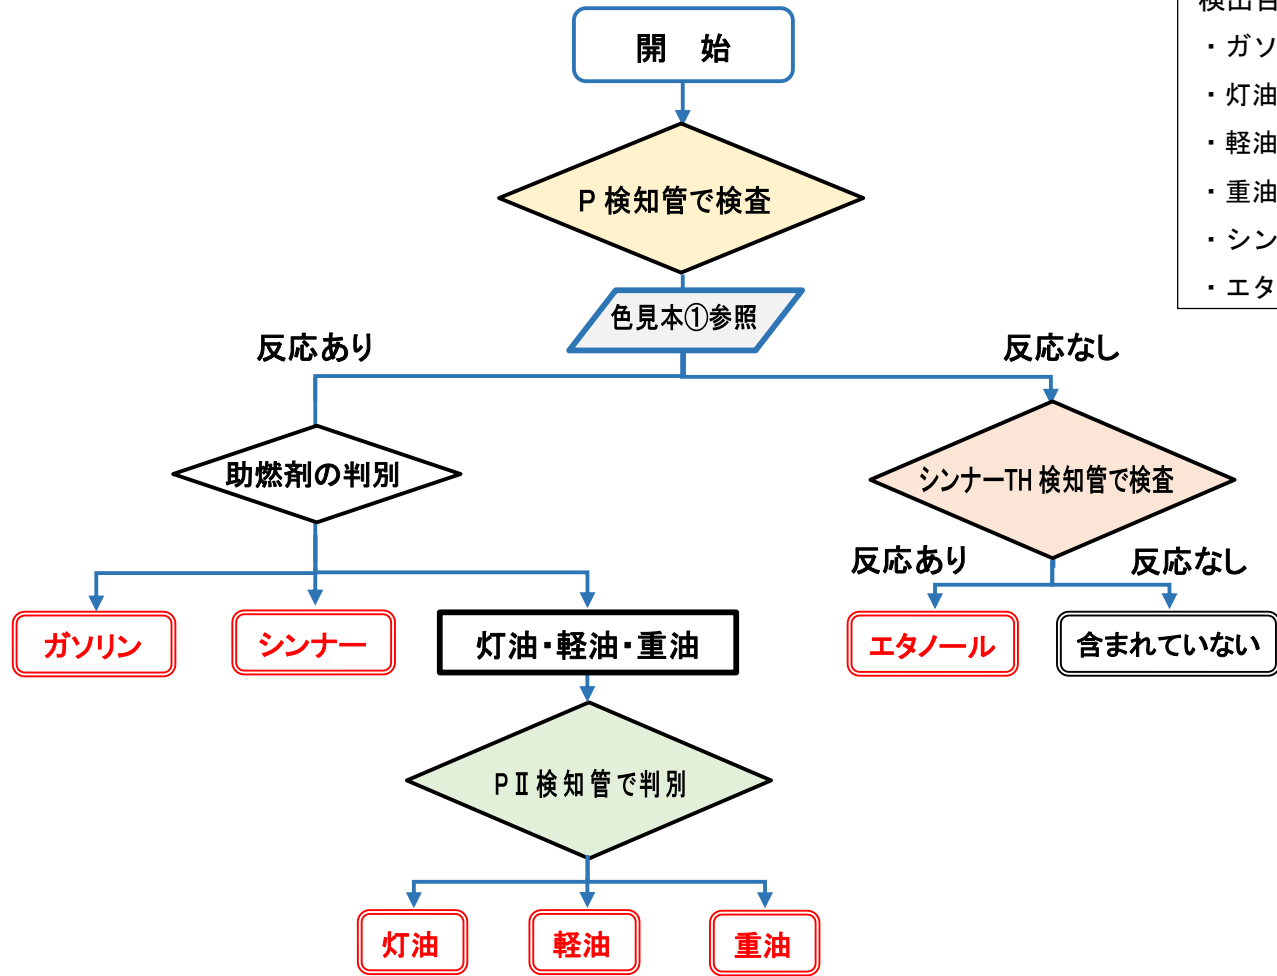 開　始
P 検知管で検査
色見本①参照
反応あり
反応なし
助燃剤の判別
シンナーTH 検知管で検査
反応あり
反応なし
ガソリン
シンナー
灯油・軽油・重油
エタノール
含まれていない
PⅡ検知管で判別
灯油
軽油
重油
・ガソ
・灯油
・軽油
・重油
・シン
・エタ